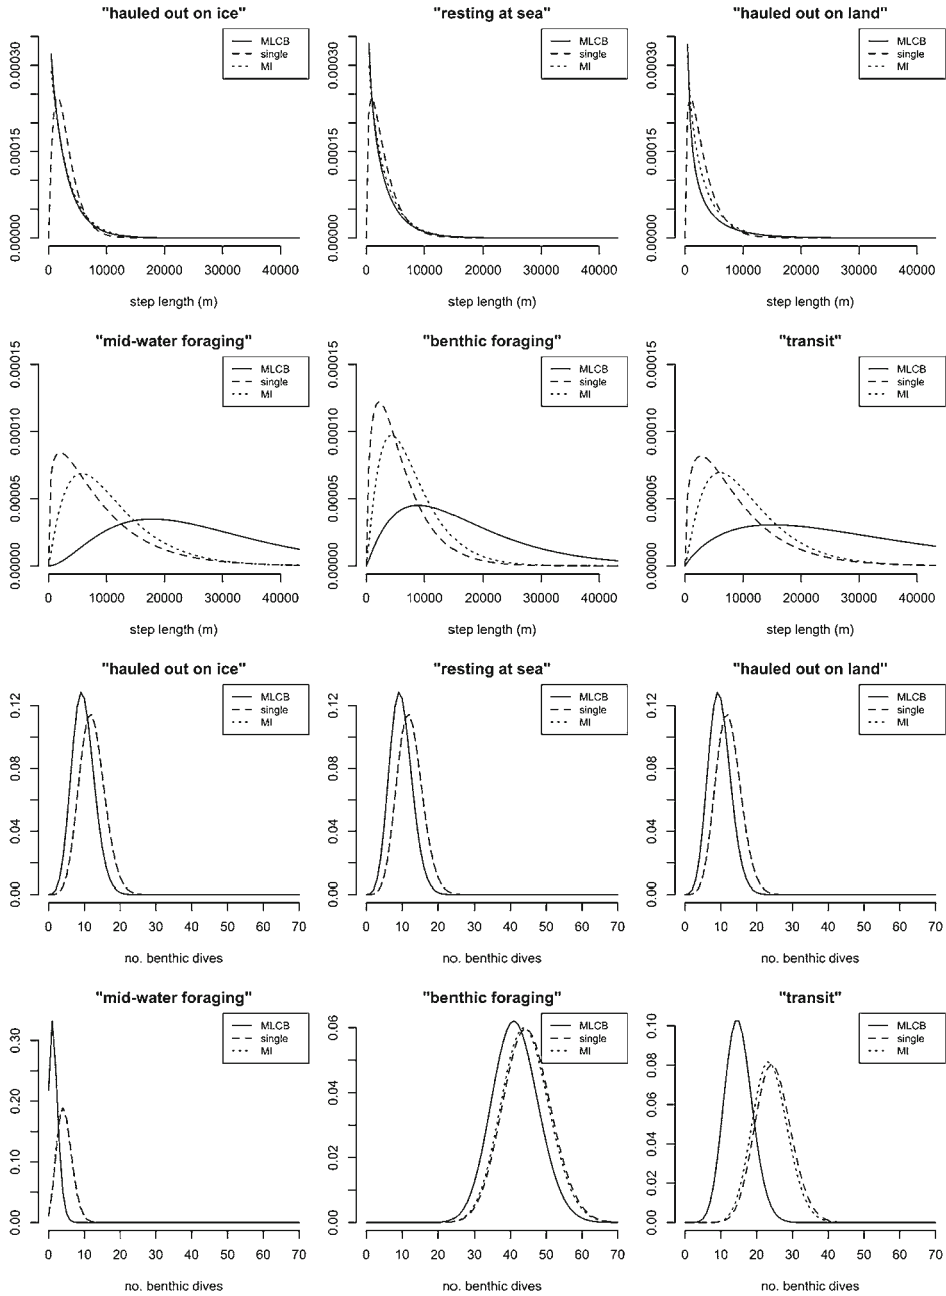 "hauled out on ice"
MLCB
single
MI
0.00000
0.00015
0.00030
0
10000
20000
30000
40000
step length (m)
"resting at sea"
MLCB
single
MI
0.00000
0.00015
0.00030
0
10000
20000
30000
40000
step length (m)
"hauled out on land"
MLCB
single
MI
0.00000
0.00015
0.00030
0
10000
20000
30000
40000
step length (m)
"mid-water foraging"
MLCB
single
MI
0.00000
0.00005
0.00010
0.00015
0
10000
20000
30000
40000
step length (m)
"benthic foraging"
MLCB
single
MI
0.00000
0.00005
0.00010
0.00015
0
10000
20000
30000
40000
step length (m)
"transit"
MLCB
single
MI
0.00000
0.00005
0.00010
0.00015
0
10000
20000
30000
40000
step length (m)
"hauled out on ice"
MLCB
single
MI
0.00
0.04
0.08
0.12
0
10
20
30
40
50
60
70
no. benthic dives
"resting at sea"
MLCB
single
MI
0.00
0.04
0.08
0.12
0
10
20
30
40
50
60
70
no. benthic dives
"hauled out on land"
MLCB
single
MI
0.00
0.04
0.08
0.12
0
10
20
30
40
50
60
70
no. benthic dives
"mid-water foraging"
MLCB
single
MI
0.00
0.10
0.20
0.30
0
10
20
30
40
50
60
70
no. benthic dives
"benthic foraging"
MLCB
single
MI
0.00
0.02
0.04
0.06
0
10
20
30
40
50
60
70
no. benthic dives
"transit"
MLCB
single
MI
0.00
0.02
0.04
0.06
0.08
0.10
0
10
20
30
40
50
60
70
no. benthic dives